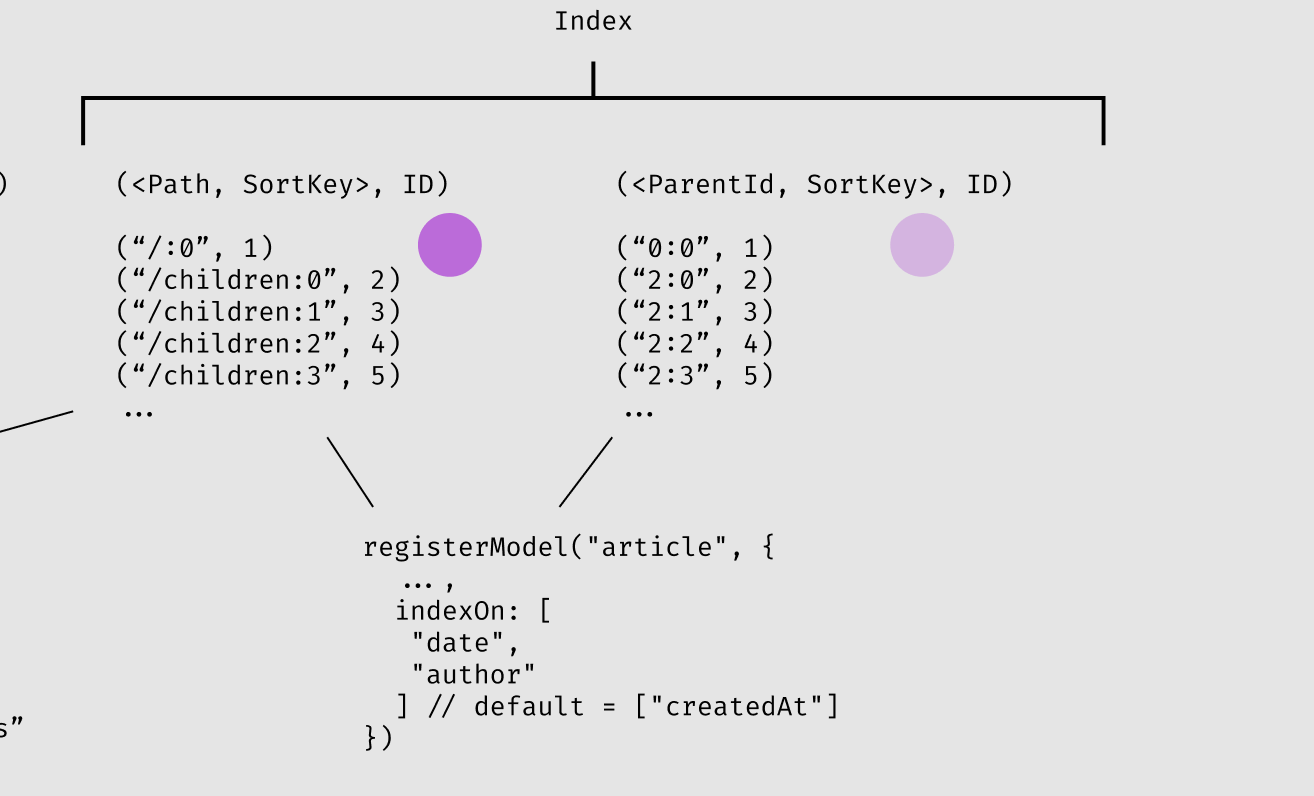 Index
)
(<Path, SortKey>, ID)
(“/:0”, 1)
(“/children:0”, 2)
(“/children:1”, 3)
(“/children:2”, 4)
(“/children:3”, 5)
...
(<ParentId, SortKey>, ID)
(“0:0”, 1)
(“2:0”, 2)
(“2:1”, 3)
(“2:2”, 4)
(“2:3”, 5)
...
registerModel("article", {
...,
indexOn: [
"date",
"author"
] // default = ["createdAt"]
})
s”